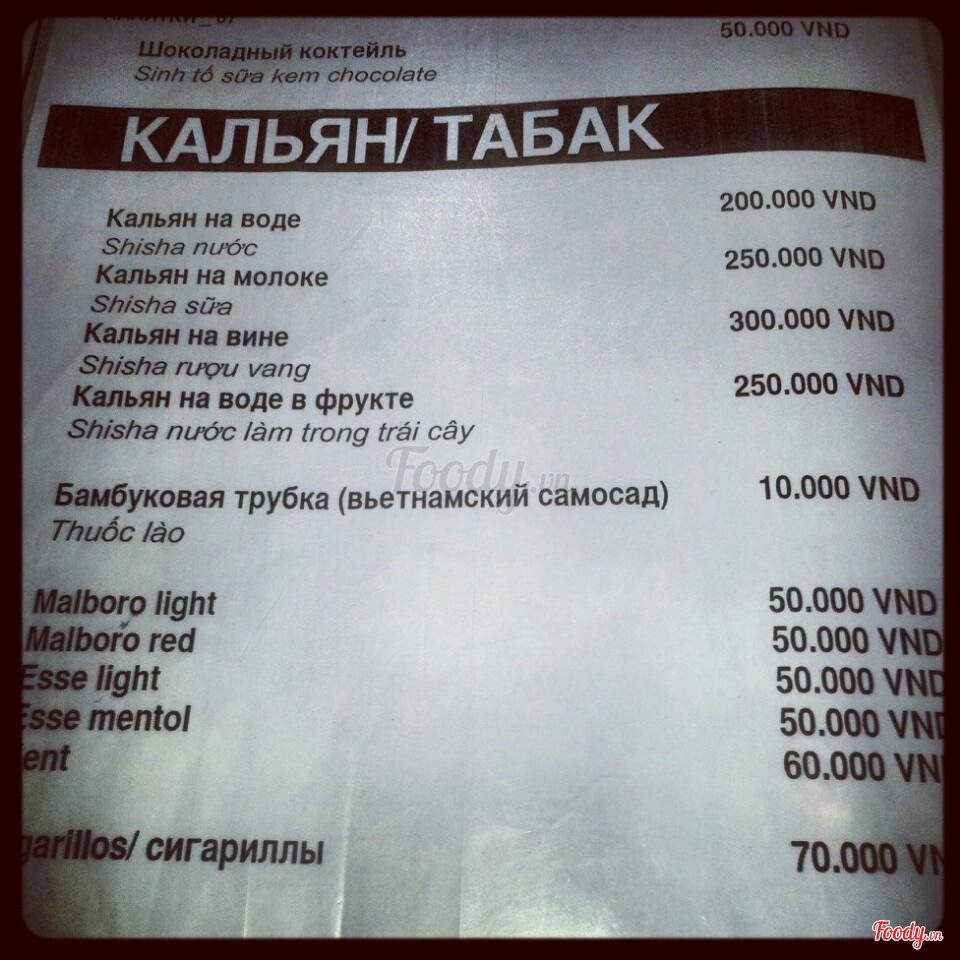 50.000 VND
Шоколадный коктейль
Sinh tố sữa kem chocolate
КАЛЬЯН/ ТАБАК
Кальян на воде 200.000 VND
Shisha nước
Кальян на молоке 250.000 VND
Shisha sữa
Кальян на вине 300.000 VND
Shisha rượu vang
Кальян на воде в фрукте 250.000 VND
Shisha nước làm trong trái cây
Foody.vn
Бамбуковая трубка (вьетнамский самосад) 10.000 VND
Thuốc lào
Malboro light 50.000 VND
Malboro red 50.000 VND
Esse light 50.000 VND
Esse mentol 50.000 VND
ent 60.000 VN
garillos/ сигариллы 70.000 VN
Foody.vn